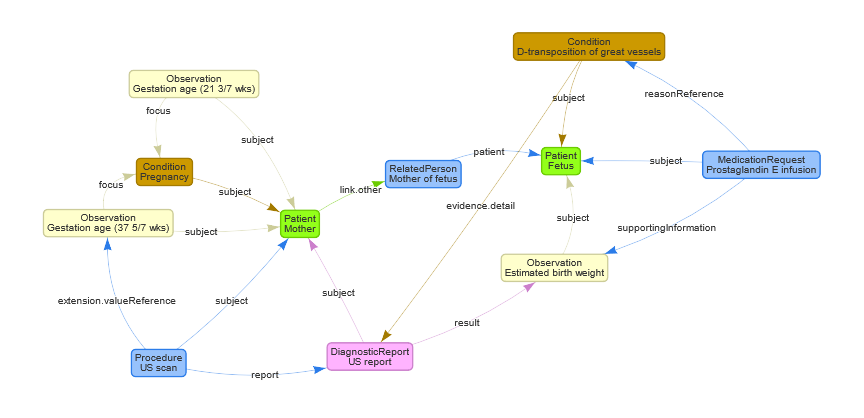 Condition
D-transposition of great vessels
Observation
Gestation age (21 3/7 wks)
focus
subject
reasonReference
subject
patient
Patient
Fetus
subject
MedicationRequest
Prostaglandin E infusion
Condition
Pregnancy
RelatedPerson
Mother of fetus
focus
subject
link.other
evidence.detail
Observation
Gestation age (37 5/7 wks)
subject
Patient
Mother
subject
supportingInformation
Observation
Estimated birth weight
extension.valueReference
subject
subject
result
Procedure
US scan
report
DiagnosticReport
US report